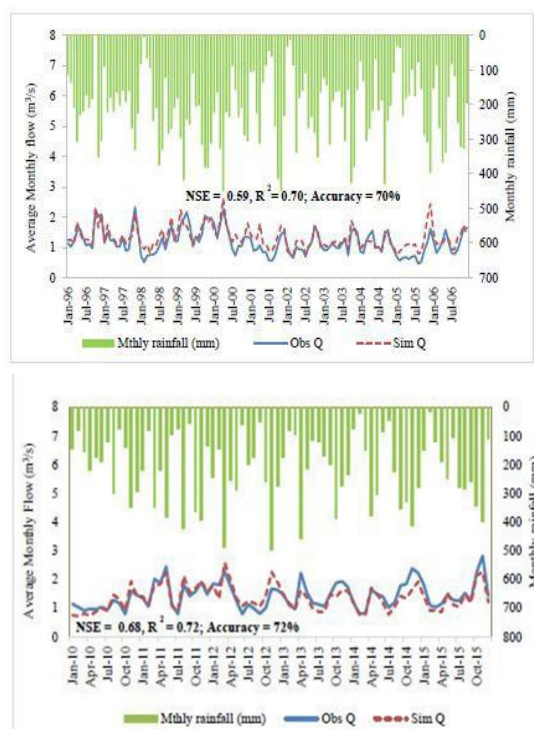 8
7
6
5
4
3
2
1
0
Average Monthly flow (m³/s)
0
100
200
300
400
500
600
700
Monthly rainfall (mm)
NSE = 0.59, R² = 0.70; Accuracy = 70%
Jan-96
Jul-96
Jan-97
Jul-97
Jan-98
Jul-98
Jan-99
Jul-99
Jan-00
Jul-00
Jan-01
Jul-01
Jan-02
Jul-02
Jan-03
Jul-03
Jan-04
Jul-04
Jan-05
Jul-05
Jan-06
Jul-06
Mthly rainfall (mm) Obs Q Sim Q
8
7
6
5
4
3
2
1
0
Average Monthly Flow (m³/s)
0
100
200
300
400
500
600
700
800
Monthly rainfall (mm)
NSE = 0.68, R² = 0.72; Accuracy = 72%
Jan-10
Apr-10
Jul-10
Oct-10
Jan-11
Apr-11
Jul-11
Oct-11
Jan-12
Apr-12
Jul-12
Oct-12
Jan-13
Apr-13
Jul-13
Oct-13
Jan-14
Apr-14
Jul-14
Oct-14
Jan-15
Apr-15
Jul-15
Oct-15
Mthly rainfall (mm) Obs Q Sim Q